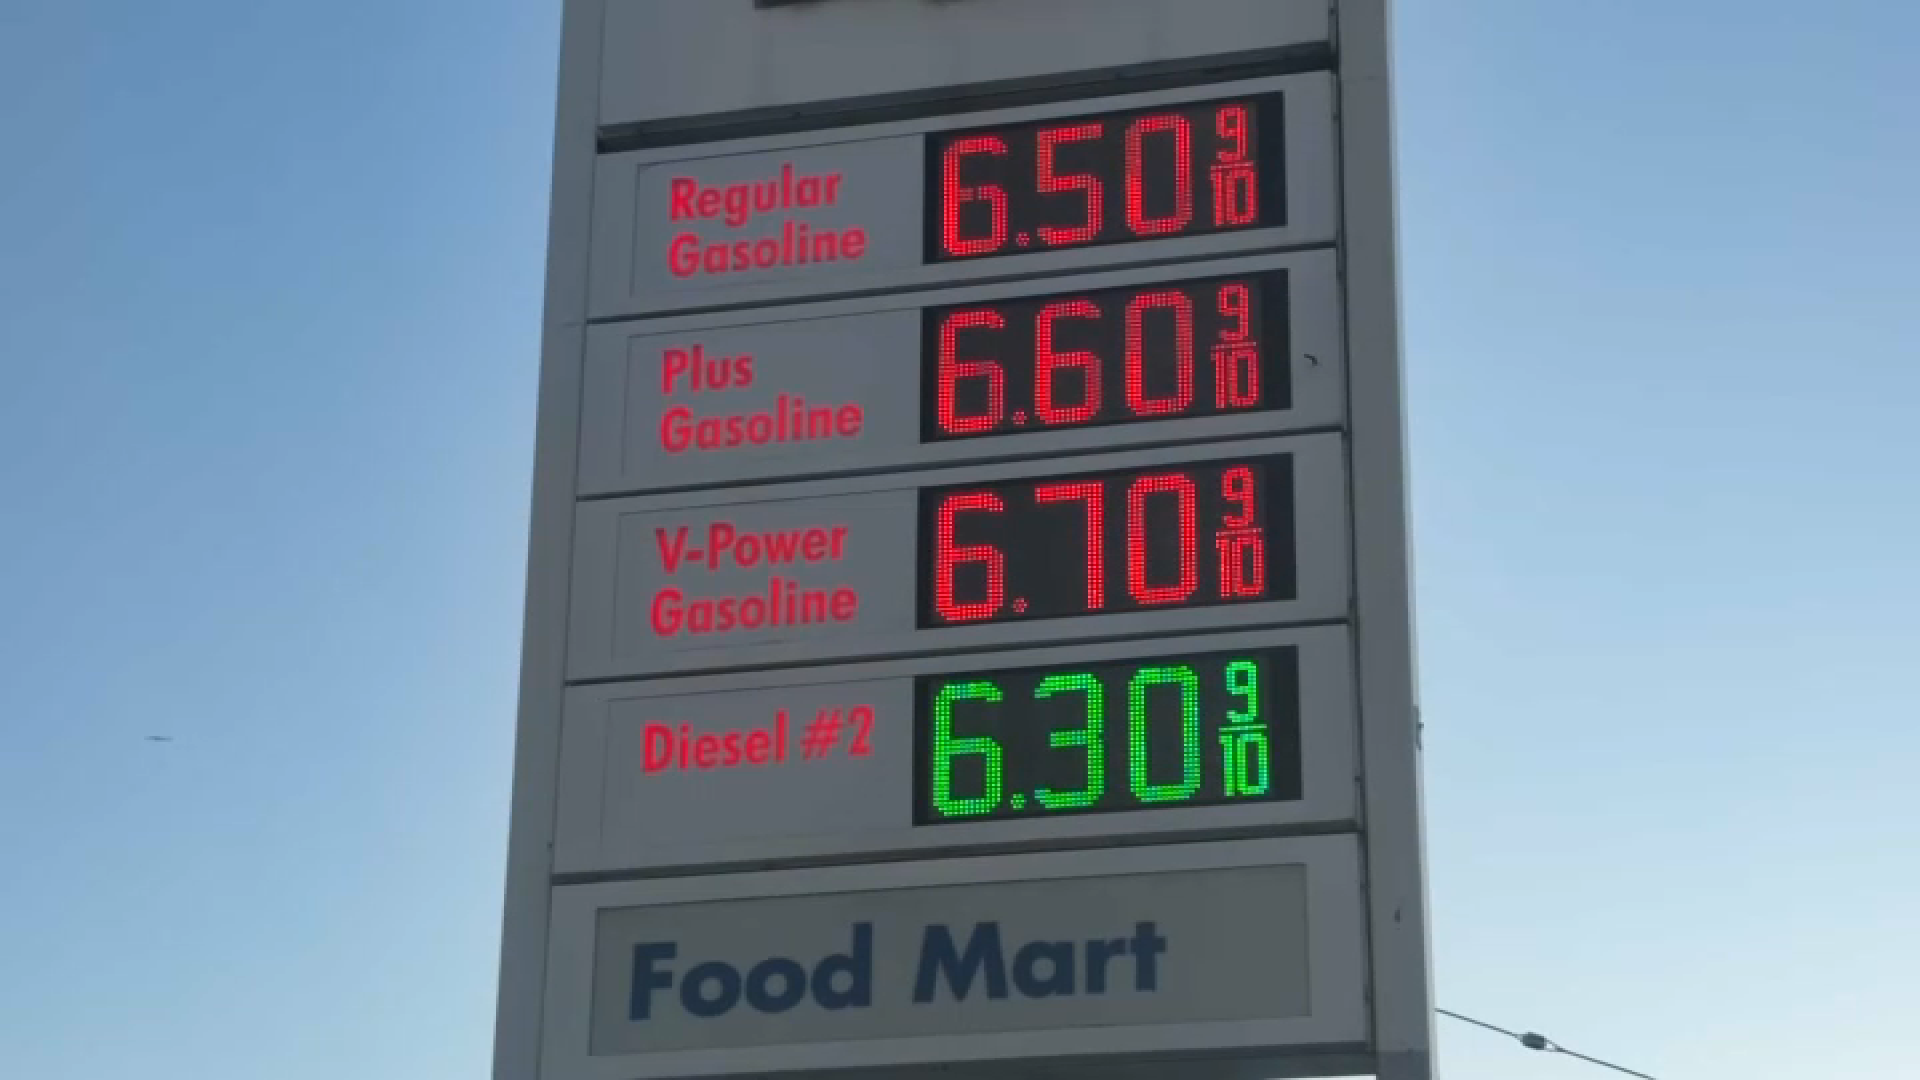 Regular
Gasoline
6.50 9/10
Plus
Gasoline
6.60 9/10
V-Power
Gasoline
6.70 9/10
Diesel #2
6.30 9/10
Food Mart